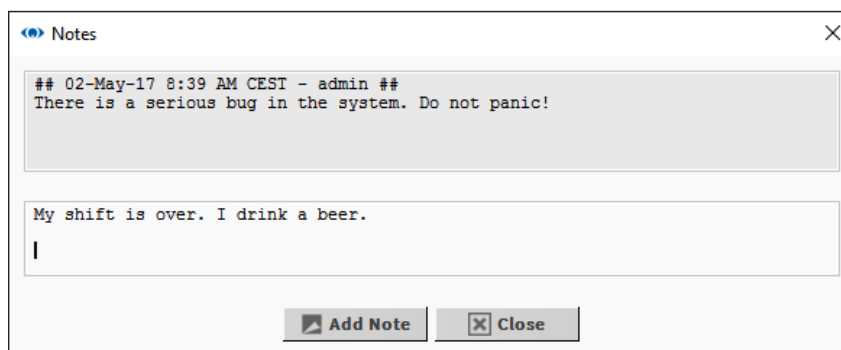 Notes
## 02-May-17 8:39 AM CEST - admin ##
There is a serious bug in the system. Do not panic!
My shift is over. I drink a beer.
Add Note Close